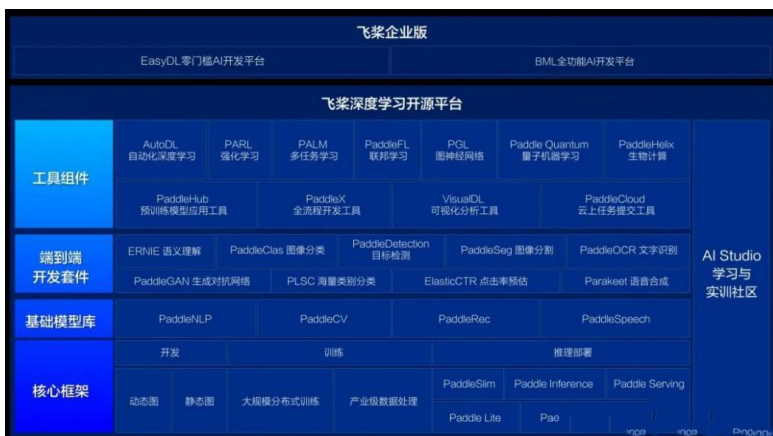 飞桨企业版
EasyDL零门槛AI开发平台
BML全功能AI开发平台
飞桨深度学习开源平台
工具组件
AutoDL
自动化深度学习
PARL
强化学习
PALM
多任务学习
PaddleFL
联邦学习
PGL
图神经网络
Paddle Quantum
量子机器学习
PaddleHelix
生物计算
PaddleHub
预训练模型应用工具
PaddleX
全流程开发工具
VisualDL
可视化分析工具
PaddleCloud
云上任务提交工具
端到端
开发套件
ERNIE 语义理解
PaddleClas 图像分类
PaddleDetection
目标检测
PaddleSeg 图像分割
PaddleOCR 文字识别
PaddleGAN 生成对抗网络
PLSC 海量类别分类
ElasticCTR 点击率预估
Parakeet 语音合成
基础模型库
PaddleNLP
PaddleCV
PaddleRec
PaddleSpeech
核心框架
开发
训练
推理部署
动态图
静态图
大规模分布式训练
产业级数据处理
PaddleSlim
Paddle Inference
Paddle Serving
Paddle Lite
AI Studio
学习与
实训社区